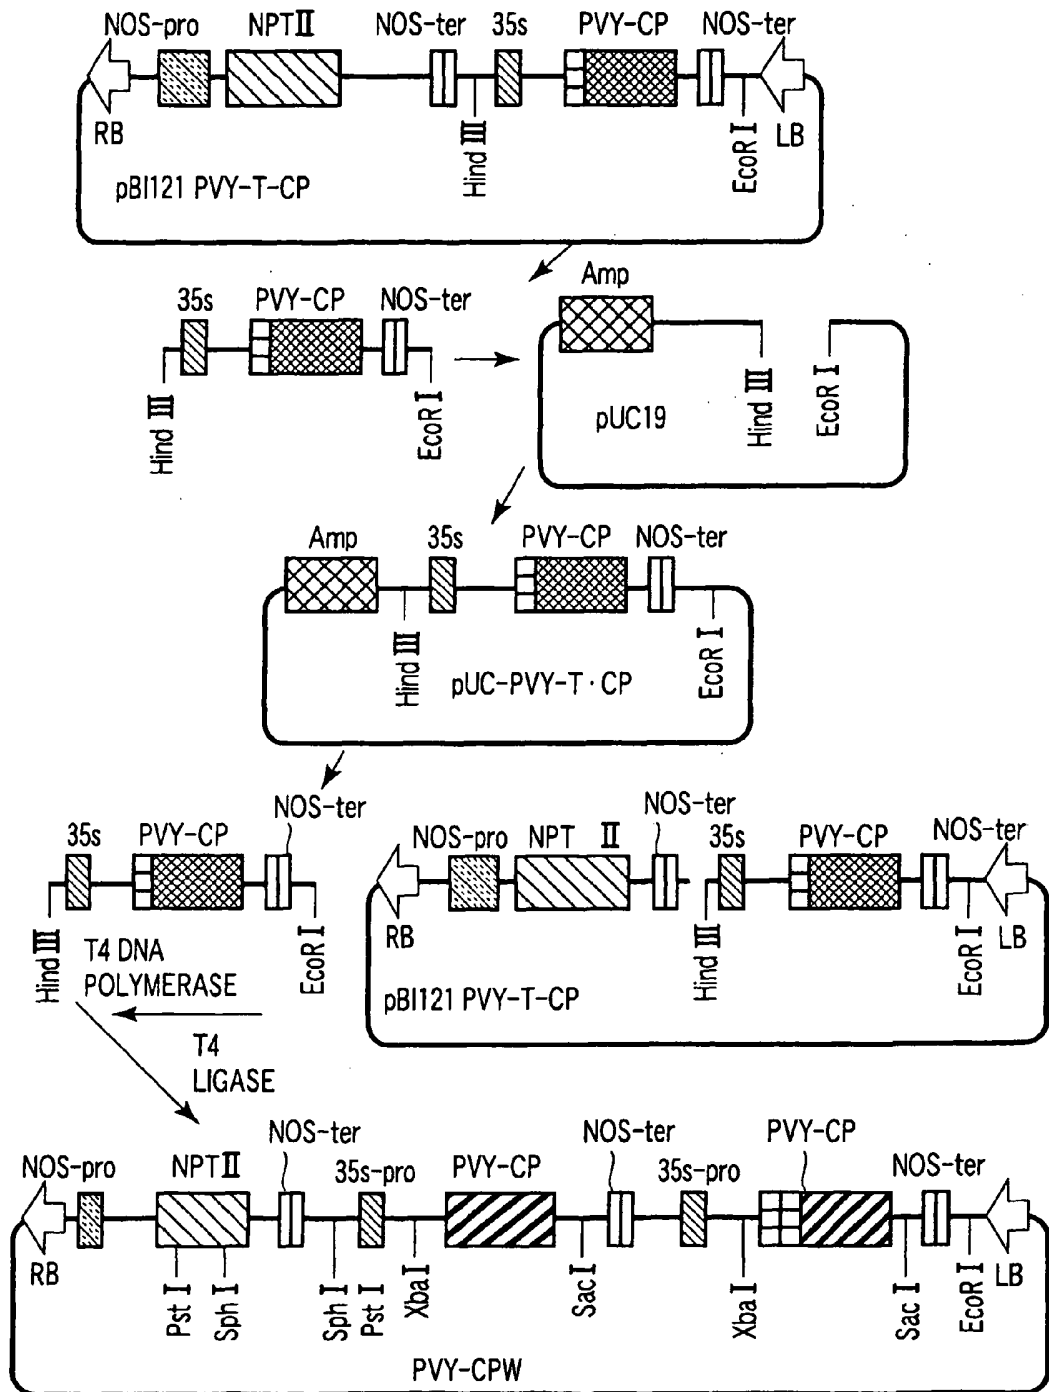 NOS-pro NPT II NOS-ter 35s PVY-CP NOS-ter
RB Hind III EcoR I LB
pBI121 PVY-T-CP
35s PVY-CP NOS-ter Amp
Hind III EcoR I pUC19 Hind III EcoR I
Amp 35s PVY-CP NOS-ter
Hind III EcoR I
pUC-PVY-T·CP
35s PVY-CP NOS-ter
Hind III EcoR I
NOS-pro NPT II NOS-ter 35s PVY-CP NOS-ter
RB Hind III EcoR I LB
pBI121 PVY-T-CP
T4 DNA
POLYMERASE
T4
LIGASE
NOS-pro NPT II NOS-ter 35s-pro PVY-CP NOS-ter 35s-pro PVY-CP NOS-ter
RB Pst I Sph I Sph I Pst I Xba I Sac I Xba I Sac I EcoR I LB
PVY-CPW